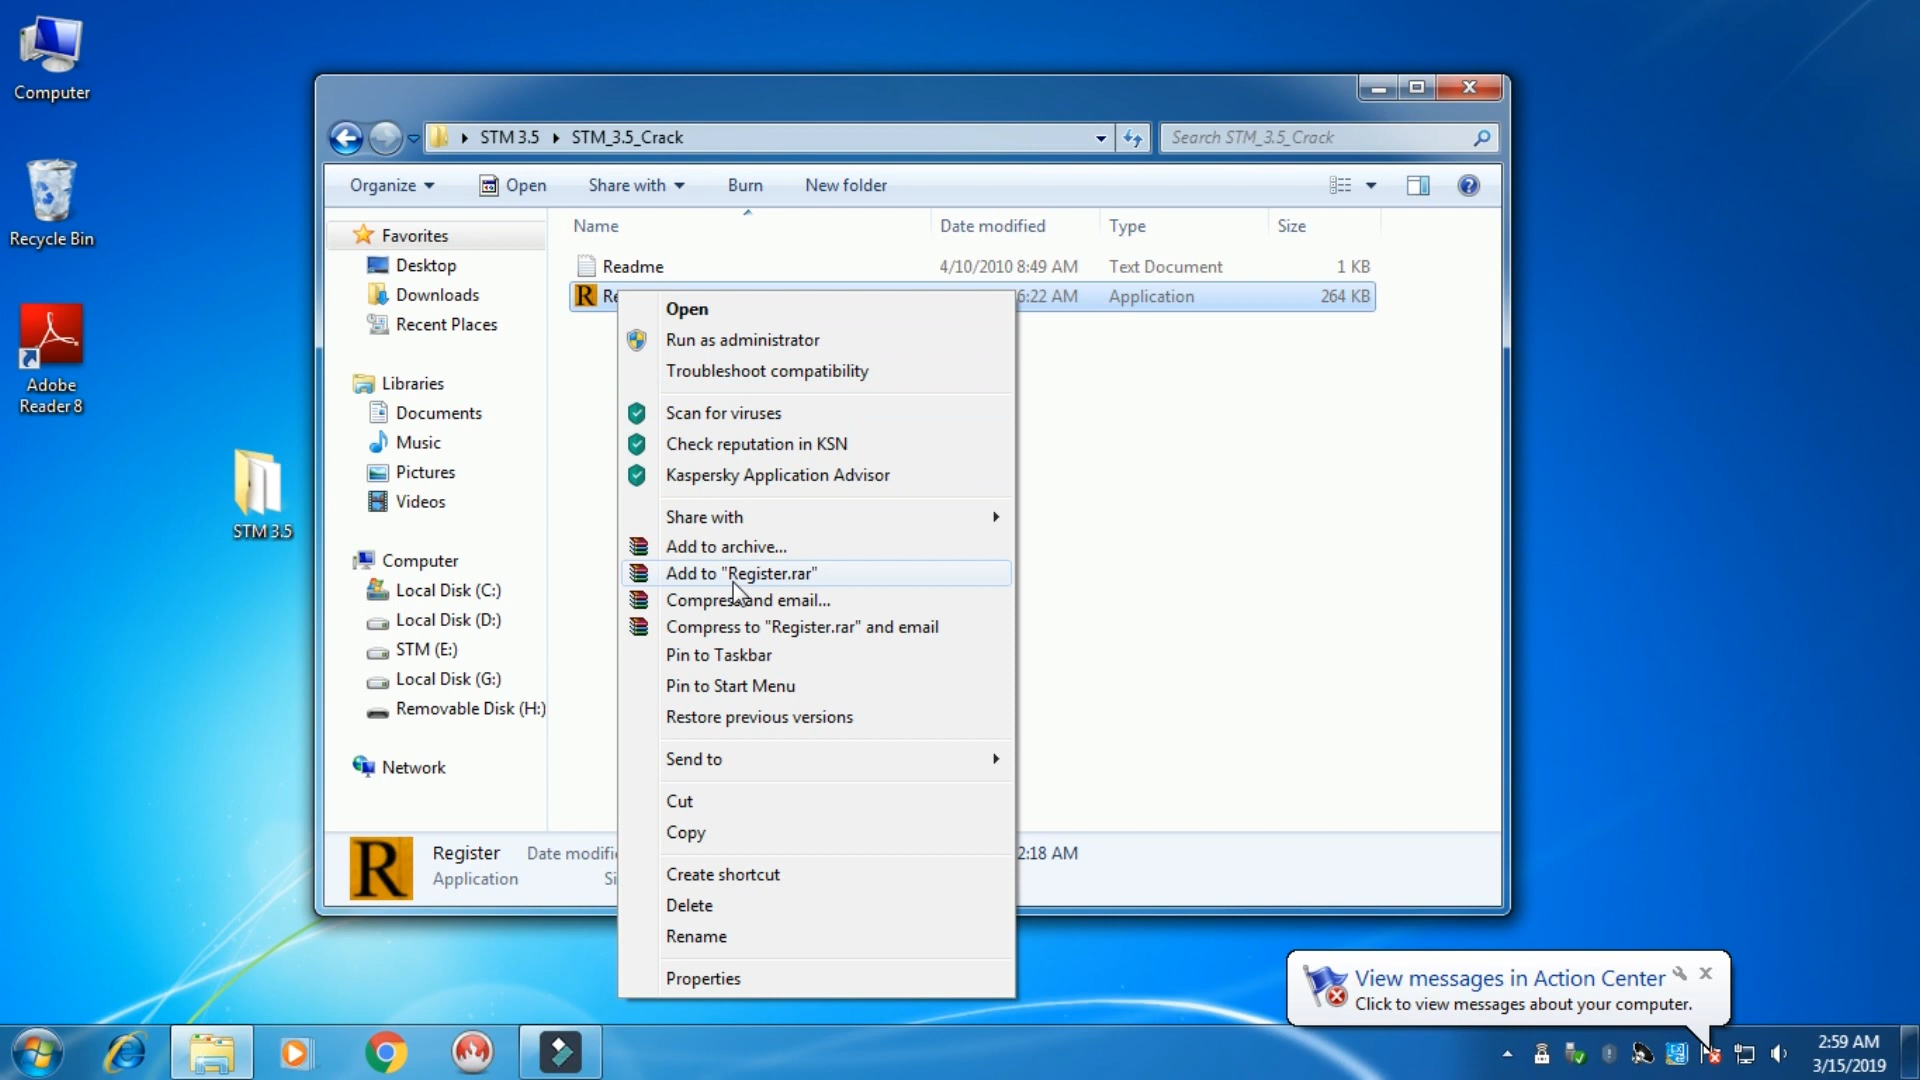 Computer
Recycle Bin
Adobe
Reader 8
STM 3.5
STM 3.5
STM_3.5_Crack
Search STM_3.5_Crack
Organize
Open
Share with
Burn
New folder
Favorites
Desktop
Downloads
Recent Places
Libraries
Documents
Music
Pictures
Videos
Computer
Local Disk (C:)
Local Disk (D:)
STM (E:)
Local Disk (G:)
Removable Disk (H:)
Network
Name Date modified Type Size
Readme 4/10/2010 8:49 AM Text Document 1 KB
6:22 AM Application 264 KB
Open
Run as administrator
Troubleshoot compatibility
Scan for viruses
Check reputation in KSN
Kaspersky Application Advisor
Share with
Add to archive...
Add to "Register.rar"
Compress and email...
Compress to "Register.rar" and email
Pin to Taskbar
Pin to Start Menu
Restore previous versions
Send to
Cut
Copy
Create shortcut
Delete
Rename
Properties
R
Register Date modifi 2:18 AM
Application Si
View messages in Action Center
Click to view messages about your computer.
2:59 AM
3/15/2019